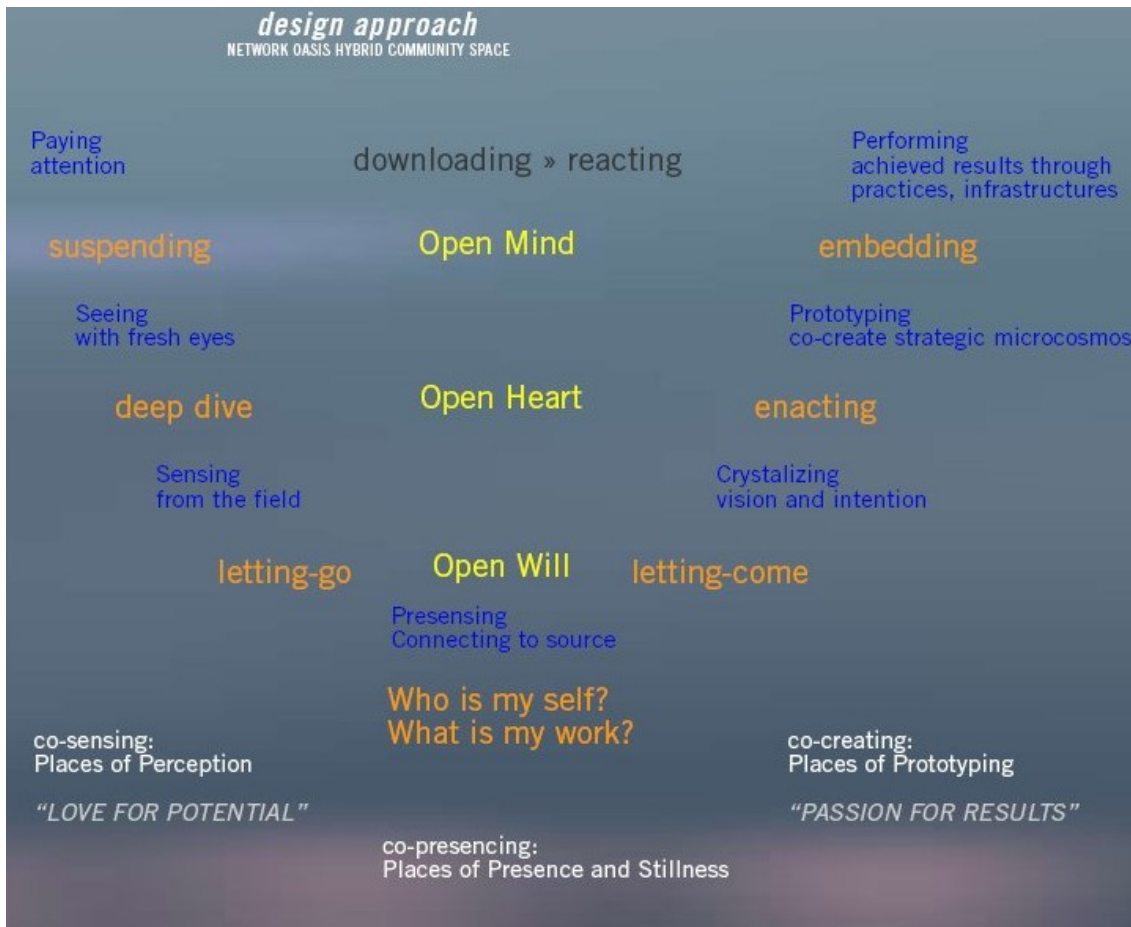 design approach
NETWORK OASIS HYBRID COMMUNITY SPACE
Paying
attention
downloading » reacting
Performing
achieved results through
practices, infrastructures
suspending
Open Mind
embedding
Seeing
with fresh eyes
Prototyping
co-create strategic microcosmos
deep dive
Open Heart
enacting
Sensing
from the field
Crystalizing
vision and intention
letting-go
Open Will
letting-come
Presensing
Connecting to source
Who is my self?
What is my work?
co-sensing:
Places of Perception
"LOVE FOR POTENTIAL"
co-creating:
Places of Prototyping
"PASSION FOR RESULTS"
co-presencing:
Places of Presence and Stillness